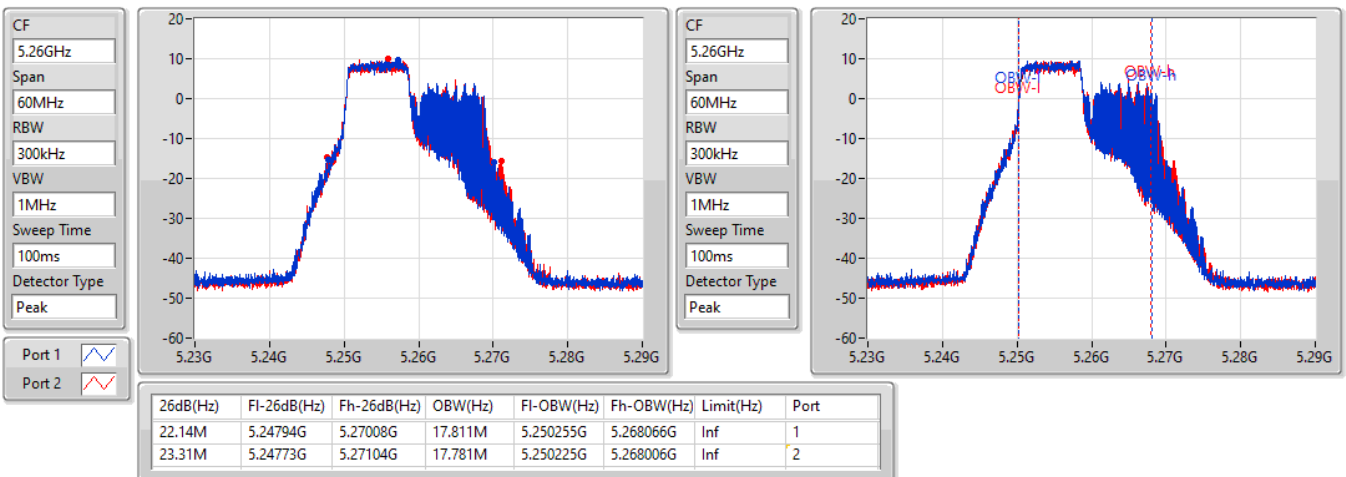 CF
5.26GHz
Span
60MHz
RBW
300kHz
VBW
1MHz
Sweep Time
100ms
Detector Type
Peak
Port 1
Port 2
20
10
0
-10
-20
-30
-40
-50
-60
5.23G 5.24G 5.25G 5.26G 5.27G 5.28G 5.29G
CF
5.26GHz
Span
60MHz
RBW
300kHz
VBW
1MHz
Sweep Time
100ms
Detector Type
Peak
20
10
0
-10
-20
-30
-40
-50
-60
OBW-l
OBW-l
OBW-h
OBW-h
5.23G 5.24G 5.25G 5.26G 5.27G 5.28G 5.29G
26dB(Hz) Fl-26dB(Hz) Fh-26dB(Hz) OBW(Hz) Fl-OBW(Hz) Fh-OBW(Hz) Limit(Hz) Port
22.14M 5.24794G 5.27008G 17.811M 5.250255G 5.268066G Inf 1
23.31M 5.24773G 5.27104G 17.781M 5.250225G 5.268006G Inf 2